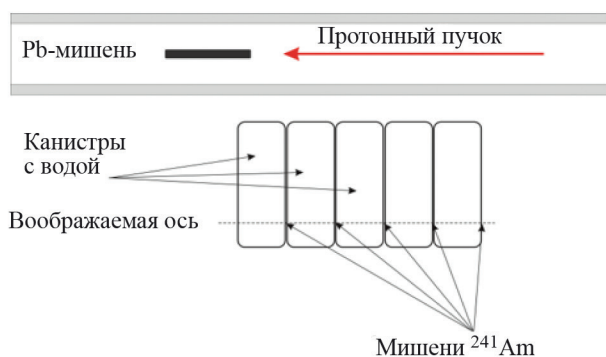 Pb-мишень
Протонный пучок
Канистры
с водой
Воображаемая ось
Мишени ²⁴¹Am